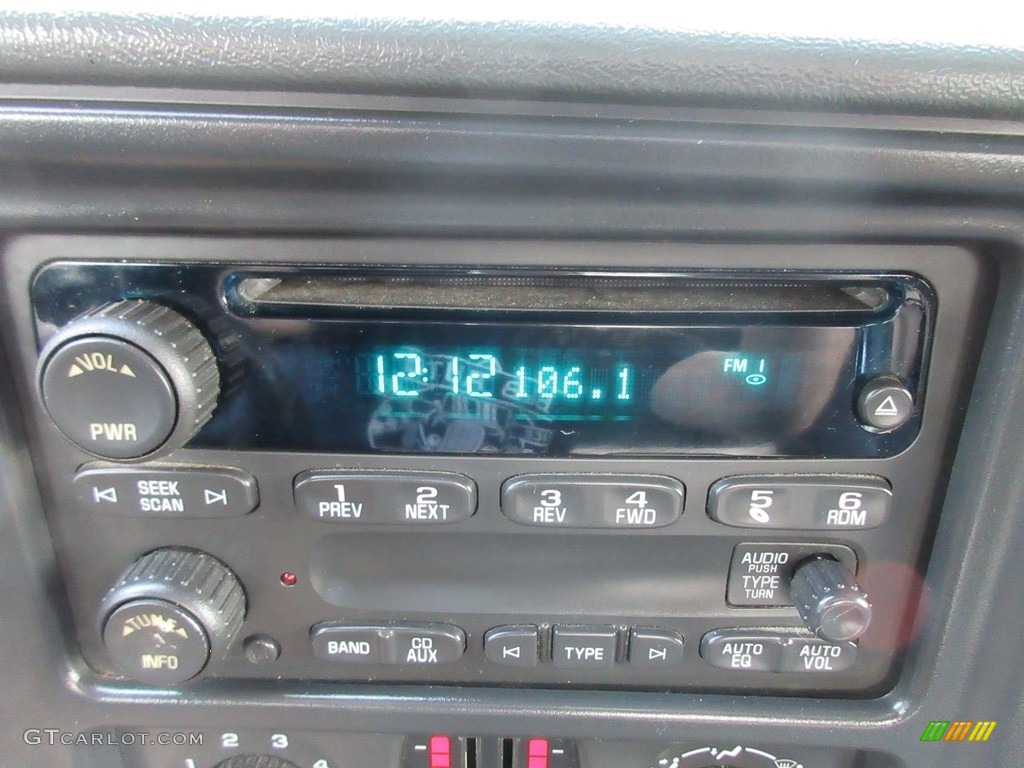 VOL
PWR
12:12 106.1
FM 1
SEEK
SCAN
1
PREV
2
NEXT
3
REV
4
FWD
5
6
RDM
AUDIO
PUSH
TYPE
TURN
TUNE
INFO
BAND
CD
AUX
TYPE
AUTO
EQ
AUTO
VOL
GTCARLOT.COM
1 2 3 4